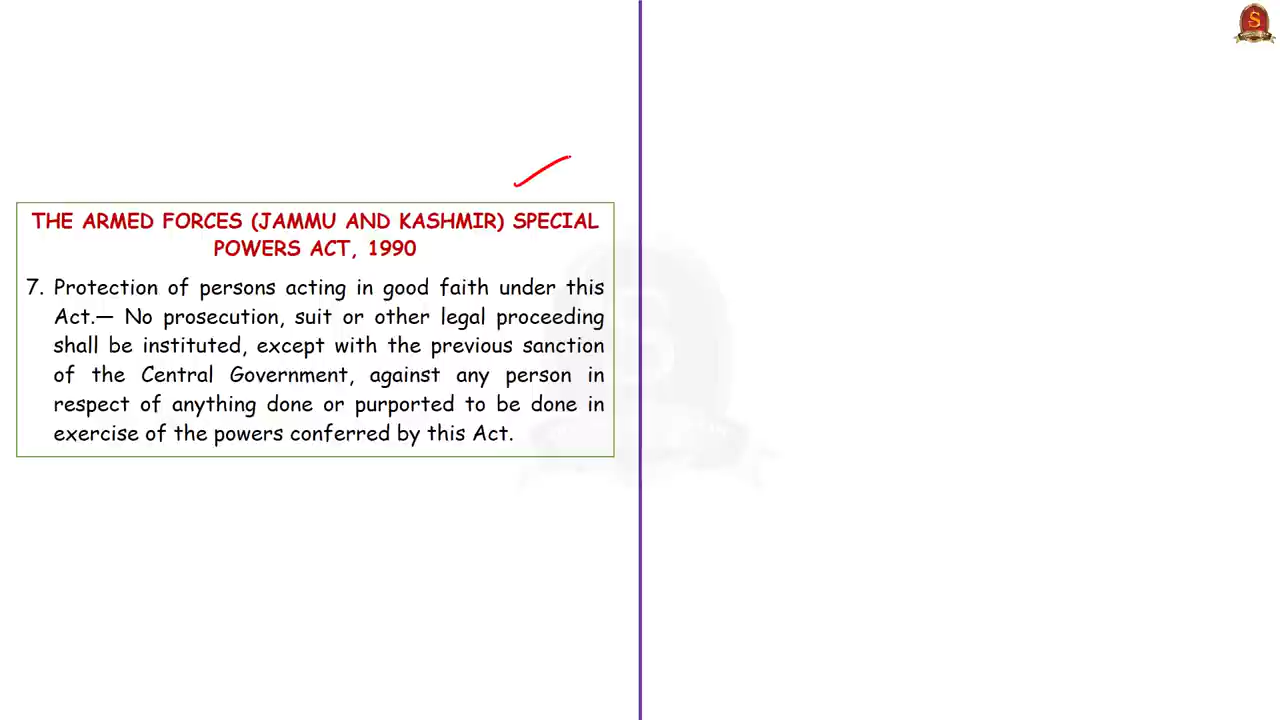 THE ARMED FORCES (JAMMU AND KASHMIR) SPECIAL
POWERS ACT, 1990
7. Protection of persons acting in good faith under this
Act.— No prosecution, suit or other legal proceeding
shall be instituted, except with the previous sanction
of the Central Government, against any person in
respect of anything done or purported to be done in
exercise of the powers conferred by this Act.
S